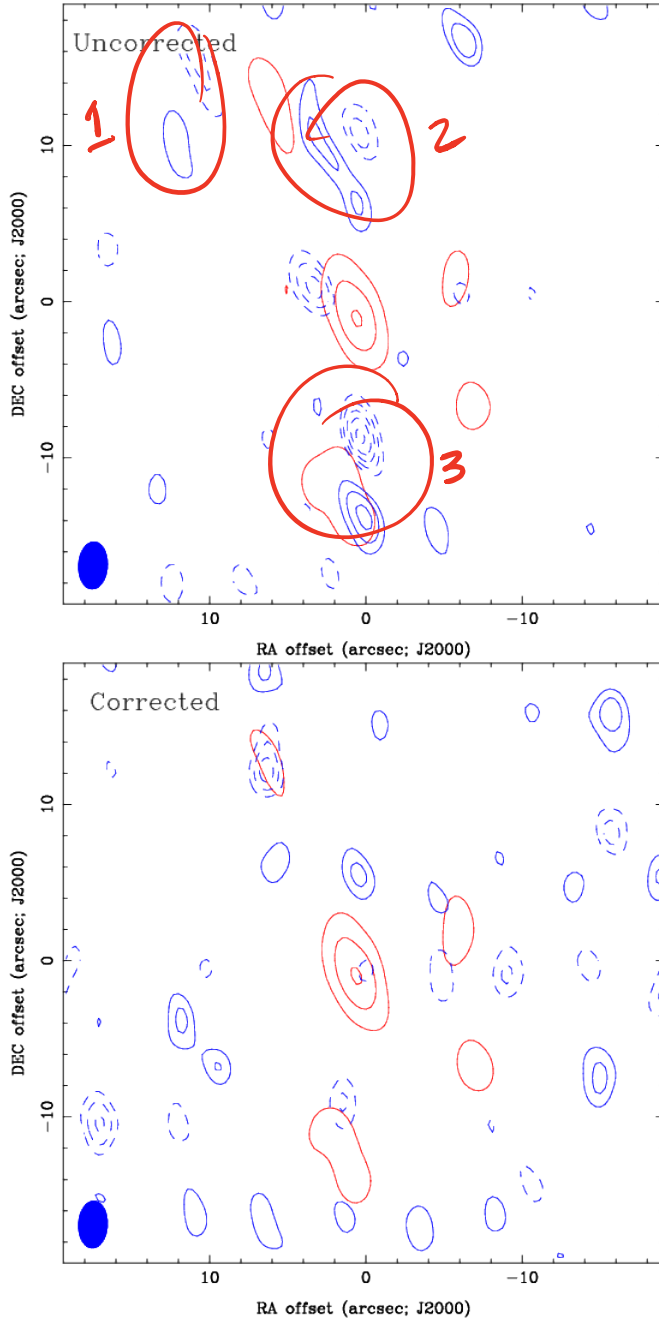 Uncorrected
1
2
3
10
0
−10
DEC offset (arcsec; J2000)
10
0
−10
RA offset (arcsec; J2000)
Corrected
10
0
−10
DEC offset (arcsec; J2000)
10
0
−10
RA offset (arcsec; J2000)